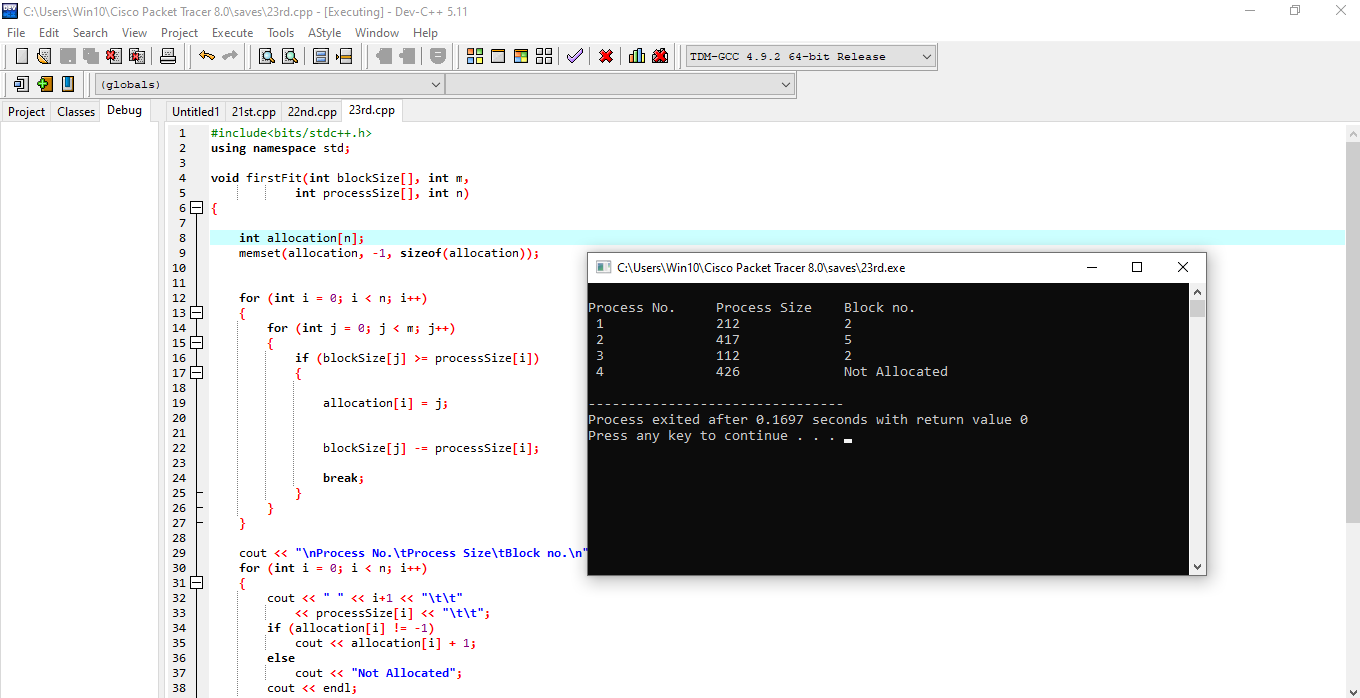 C:\Users\Win10\Cisco Packet Tracer 8.0\saves\23rd.cpp - [Executing] - Dev-C++ 5.11
File Edit Search View Project Execute Tools AStyle Window Help
TDM-GCC 4.9.2 64-bit Release
(globals)
Project Classes Debug
Untitled1 21st.cpp 22nd.cpp 23rd.cpp
1 #include<bits/stdc++.h>
2 using namespace std;
3
4 void firstFit(int blockSize[], int m,
5 int processSize[], int n)
6 {
7
8 int allocation[n];
9 memset(allocation, -1, sizeof(allocation));
10
11
12 for (int i = 0; i < n; i++)
13 {
14 for (int j = 0; j < m; j++)
15 {
16 if (blockSize[j] >= processSize[i])
17 {
18
19 allocation[i] = j;
20
21
22 blockSize[j] -= processSize[i];
23
24 break;
25 }
26 }
27 }
28
29 cout << "\nProcess No.\tProcess Size\tBlock no.\n"
30 for (int i = 0; i < n; i++)
31 {
32 cout << " " << i+1 << "\t\t"
33 << processSize[i] << "\t\t";
34 if (allocation[i] != -1)
35 cout << allocation[i] + 1;
36 else
37 cout << "Not Allocated";
38 cout << endl;
C:\Users\Win10\Cisco Packet Tracer 8.0\saves\23rd.exe
Process No. Process Size Block no.
1 212 2
2 417 5
3 112 2
4 426 Not Allocated
--------------------------------
Process exited after 0.1697 seconds with return value 0
Press any key to continue . . .